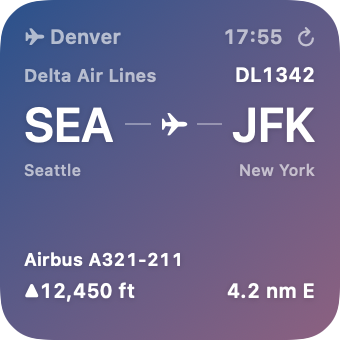 Denver 17:55
Delta Air Lines DL1342
SEA JFK
Seattle New York
Airbus A321-211
▲12,450 ft 4.2 nm E